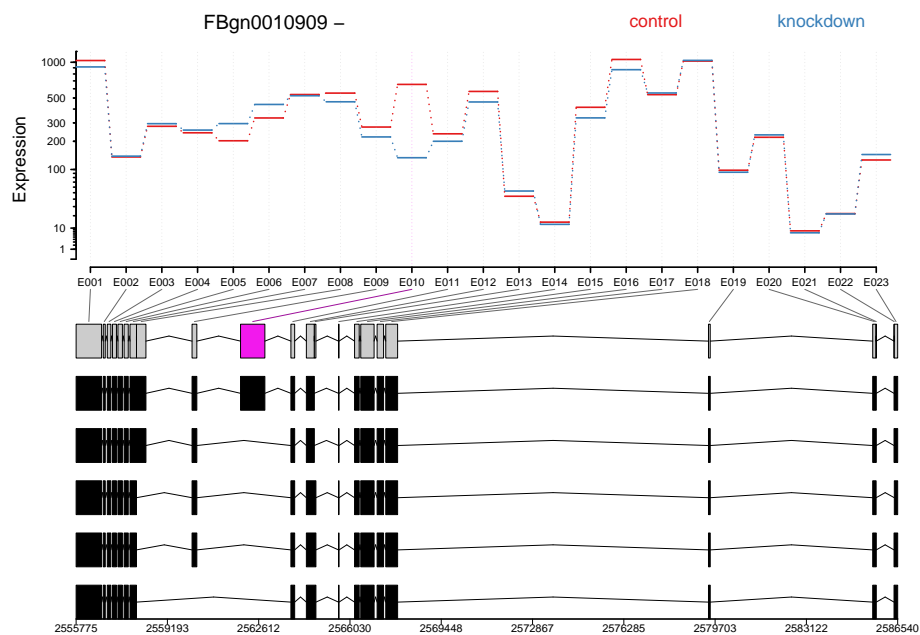 FBgn0010909 − control knockdown
Expression
1000
500
300
200
100
10
1
E001 E002 E003 E004 E005 E006 E007 E008 E009 E010 E011 E012 E013 E014 E015 E016 E017 E018 E019 E020 E021 E022 E023
2555775 2559193 2562612 2566030 2569448 2572867 2576285 2579703 2583122 2586540